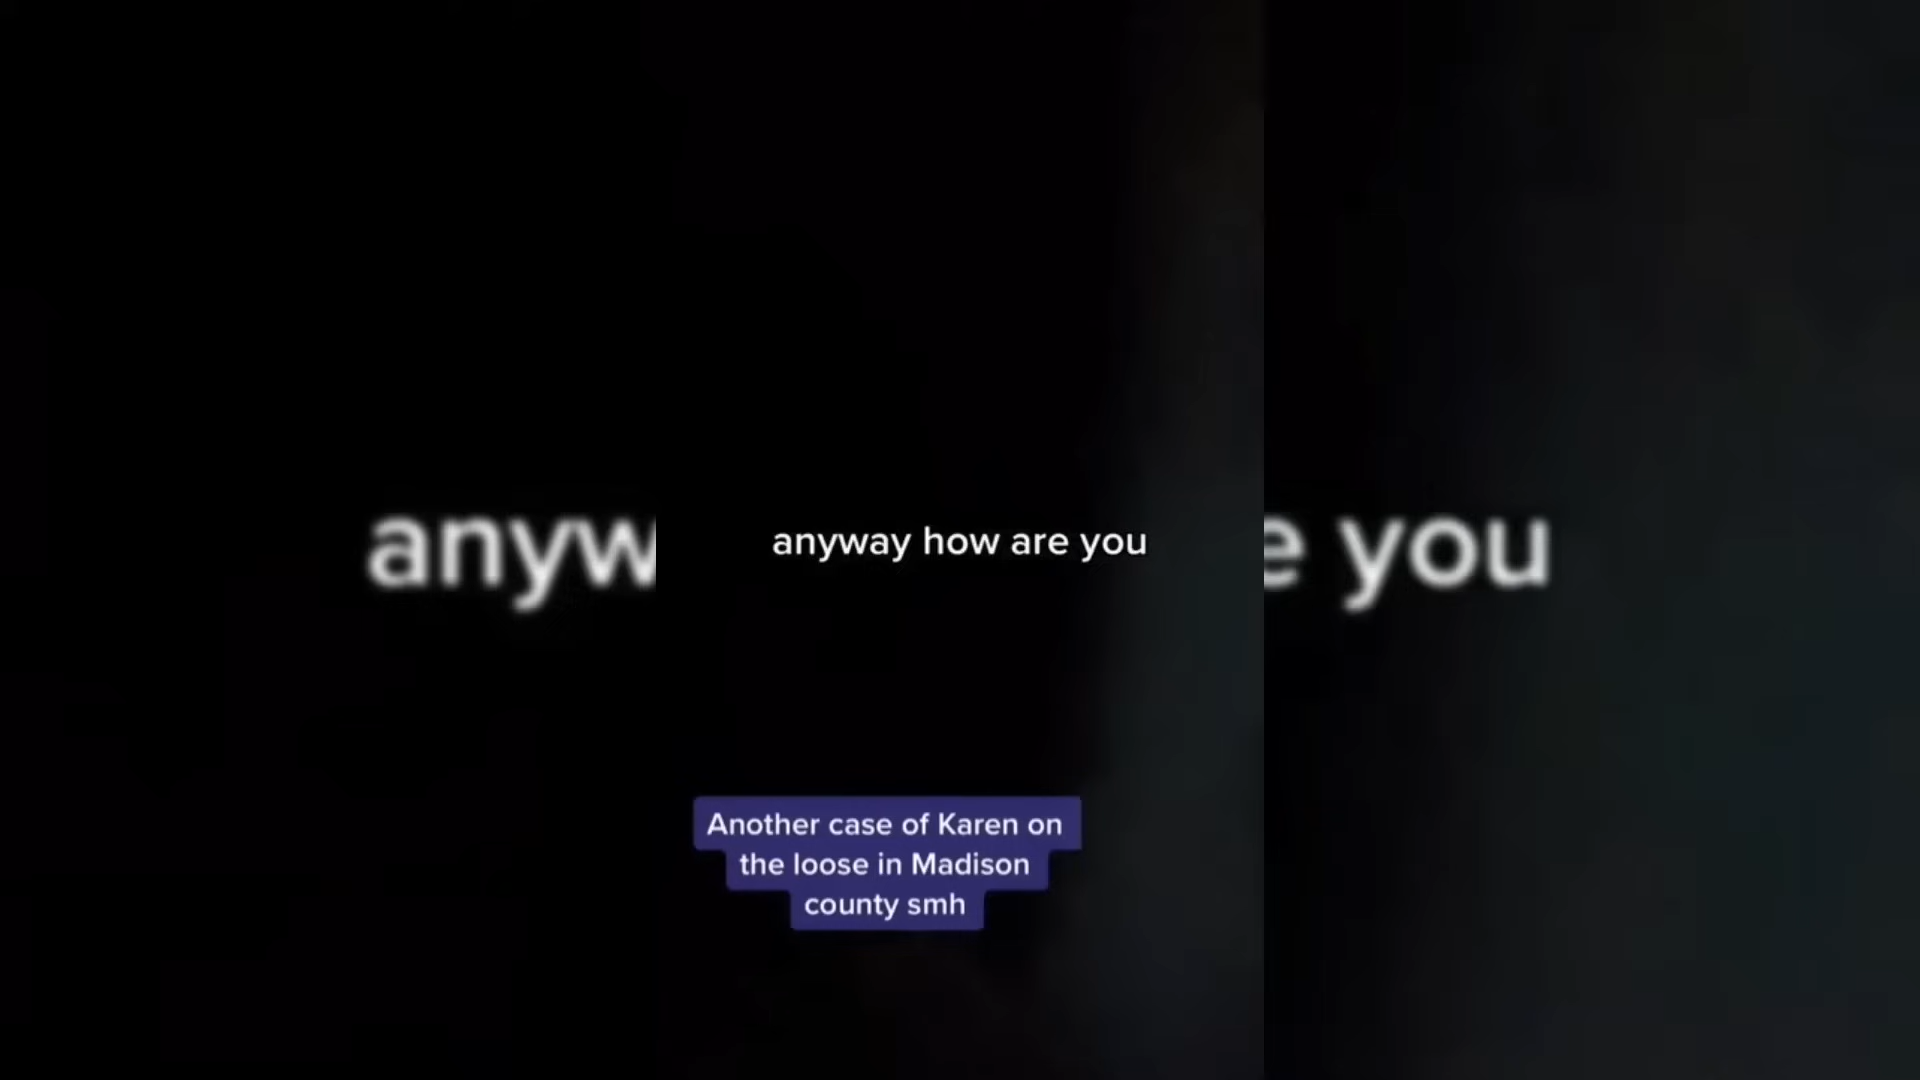 anyway how are you
Another case of Karen on
the loose in Madison
county smh